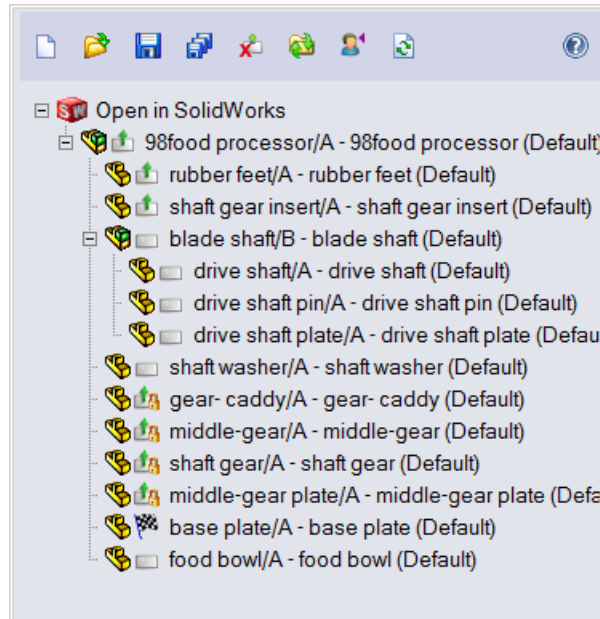 Open in SolidWorks
98food processor/A - 98food processor (Default)
rubber feet/A - rubber feet (Default)
shaft gear insert/A - shaft gear insert (Default)
blade shaft/B - blade shaft (Default)
drive shaft/A - drive shaft (Default)
drive shaft pin/A - drive shaft pin (Default)
drive shaft plate/A - drive shaft plate (Defau
shaft washer/A - shaft washer (Default)
gear- caddy/A - gear- caddy (Default)
middle-gear/A - middle-gear (Default)
shaft gear/A - shaft gear (Default)
middle-gear plate/A - middle-gear plate (Defa
base plate/A - base plate (Default)
food bowl/A - food bowl (Default)